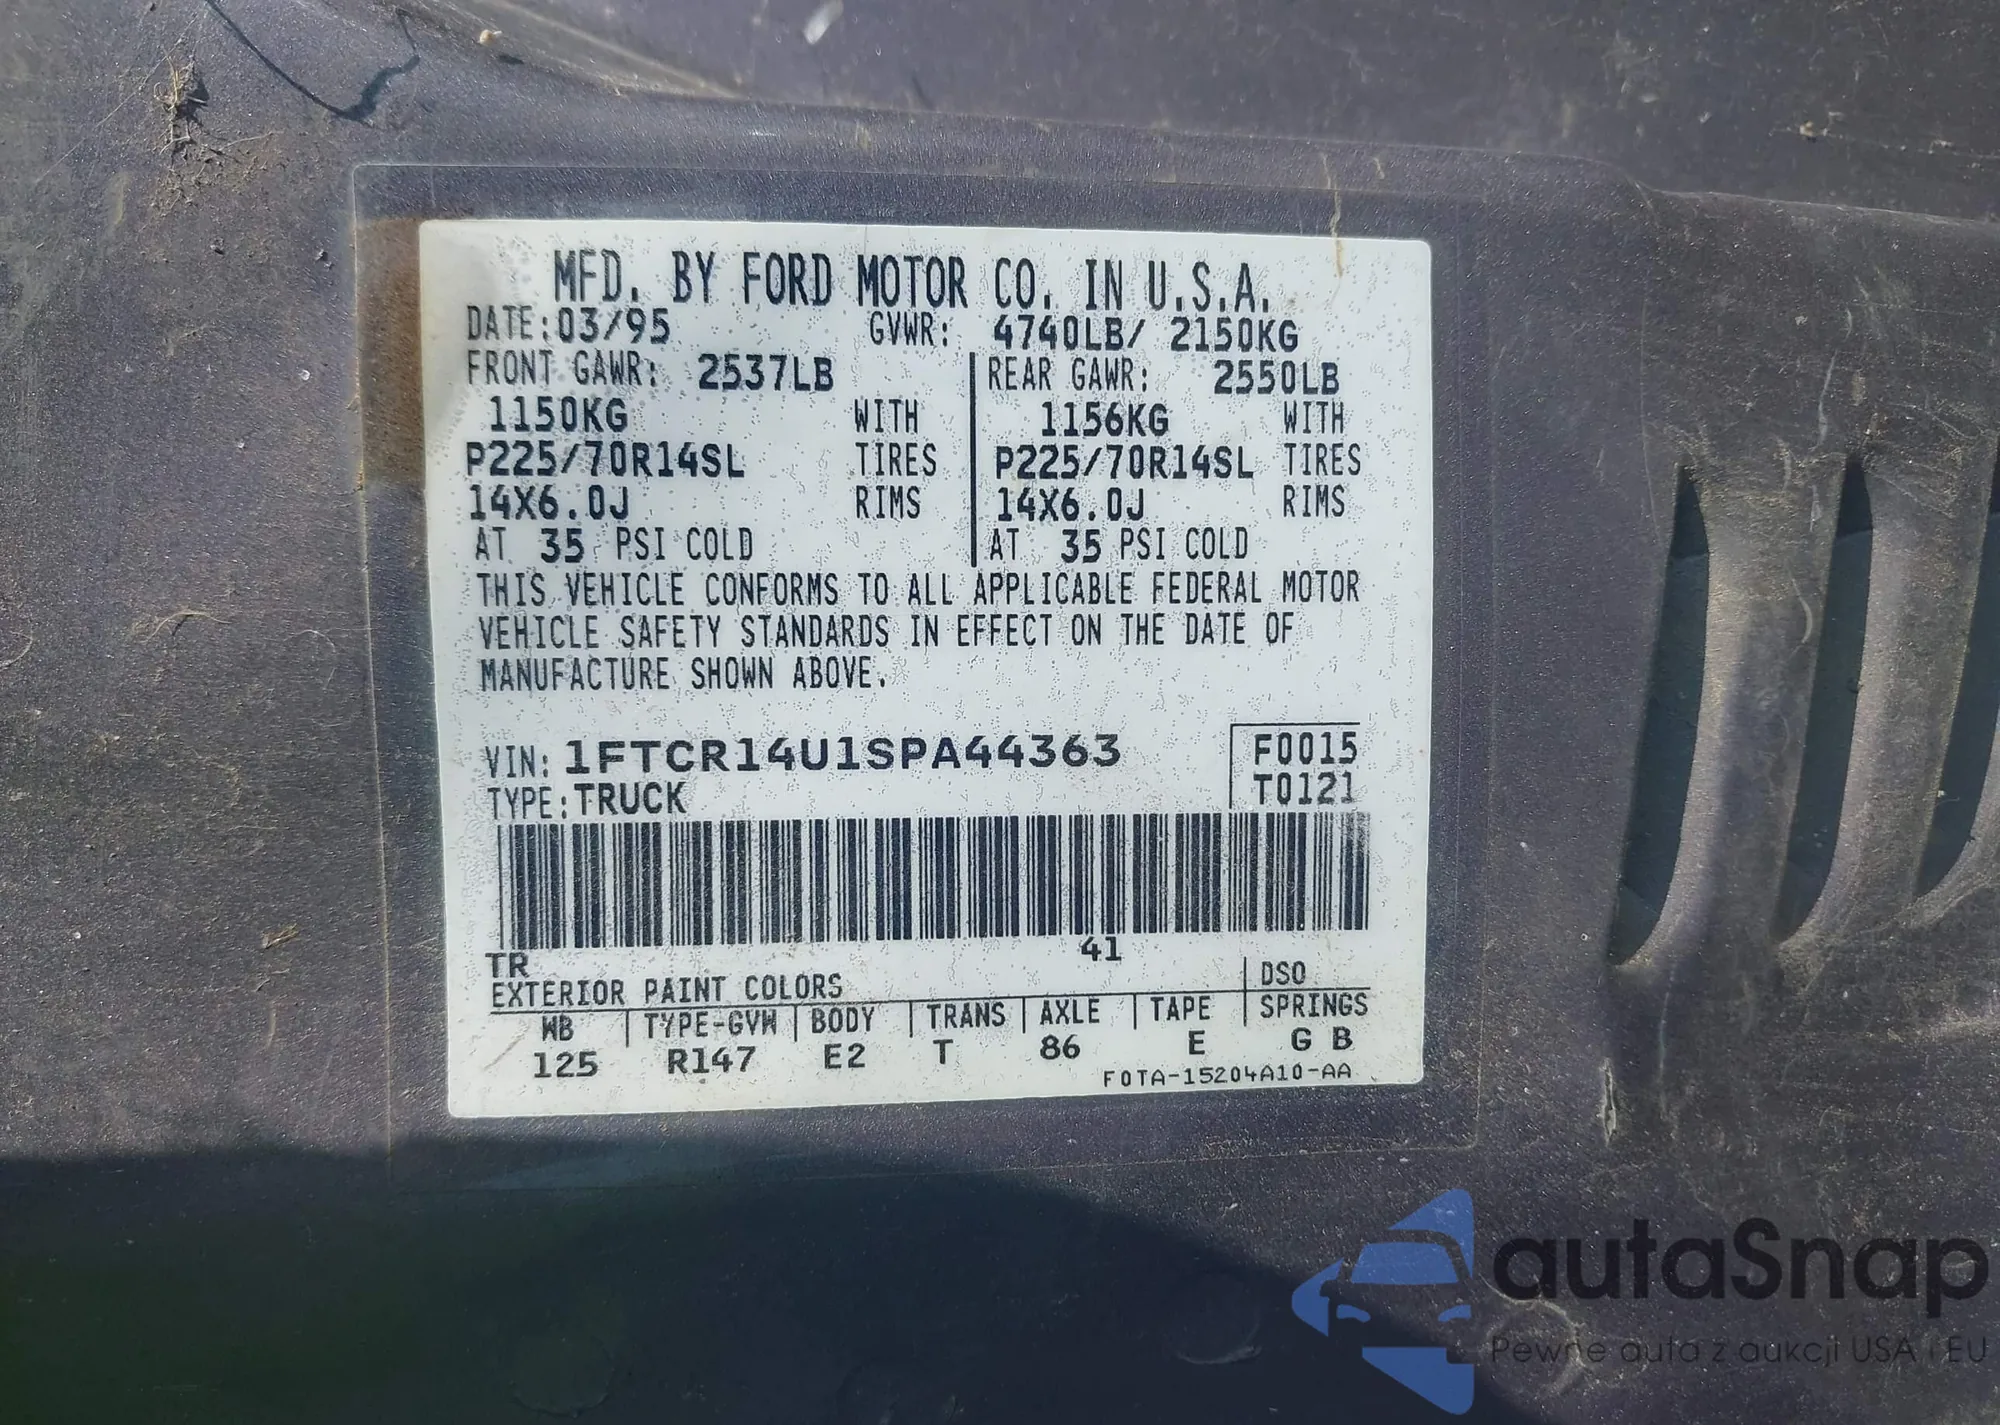 MFD. BY FORD MOTOR CO. IN U.S.A.
DATE:03/95 GVWR: 4740LB/ 2150KG
FRONT GAWR: 2537LB REAR GAWR: 2550LB
1150KG WITH 1156KG WITH
P225/70R14SL TIRES P225/70R14SL TIRES
14X6.0J RIMS 14X6.0J RIMS
AT 35 PSI COLD AT 35 PSI COLD
THIS VEHICLE CONFORMS TO ALL APPLICABLE FEDERAL MOTOR
VEHICLE SAFETY STANDARDS IN EFFECT ON THE DATE OF
MANUFACTURE SHOWN ABOVE.
VIN: 1FTCR14U1SPA44363 F0015
TYPE:TRUCK T0121
41
TR
EXTERIOR PAINT COLORS DSO
WB TYPE-GVW BODY TRANS AXLE TAPE SPRINGS
125 R147 E2 T 86 E G B
F0TA-15204A10-AA
autaSnap
Pewne auta z aukcji USA i EU